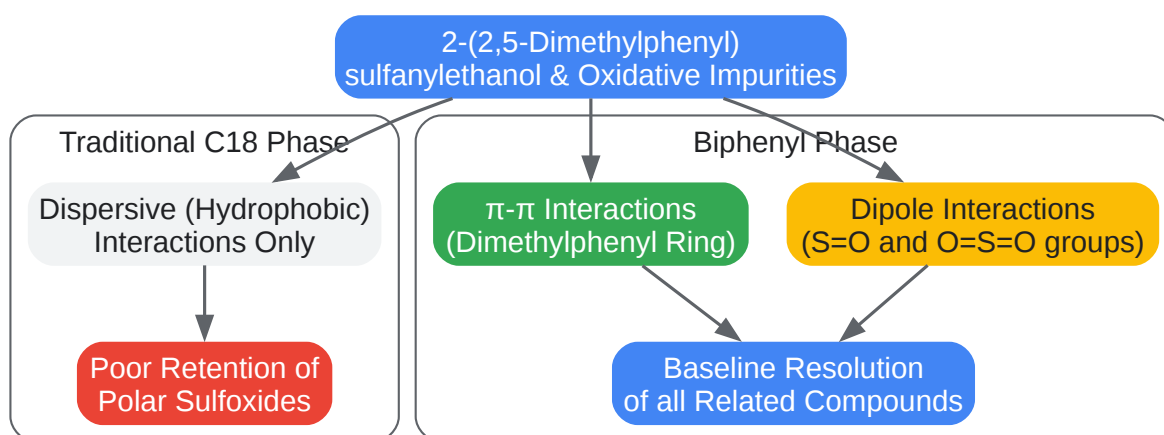 2-(2,5-Dimethylphenyl)
sulfanylethanol & Oxidative Impurities
Traditional C18 Phase
Biphenyl Phase
Dispersive (Hydrophobic)
Interactions Only
π-π Interactions
(Dimethylphenyl Ring)
Dipole Interactions
(S=O and O=S=O groups)
Poor Retention of
Polar Sulfoxides
Baseline Resolution
of all Related Compounds